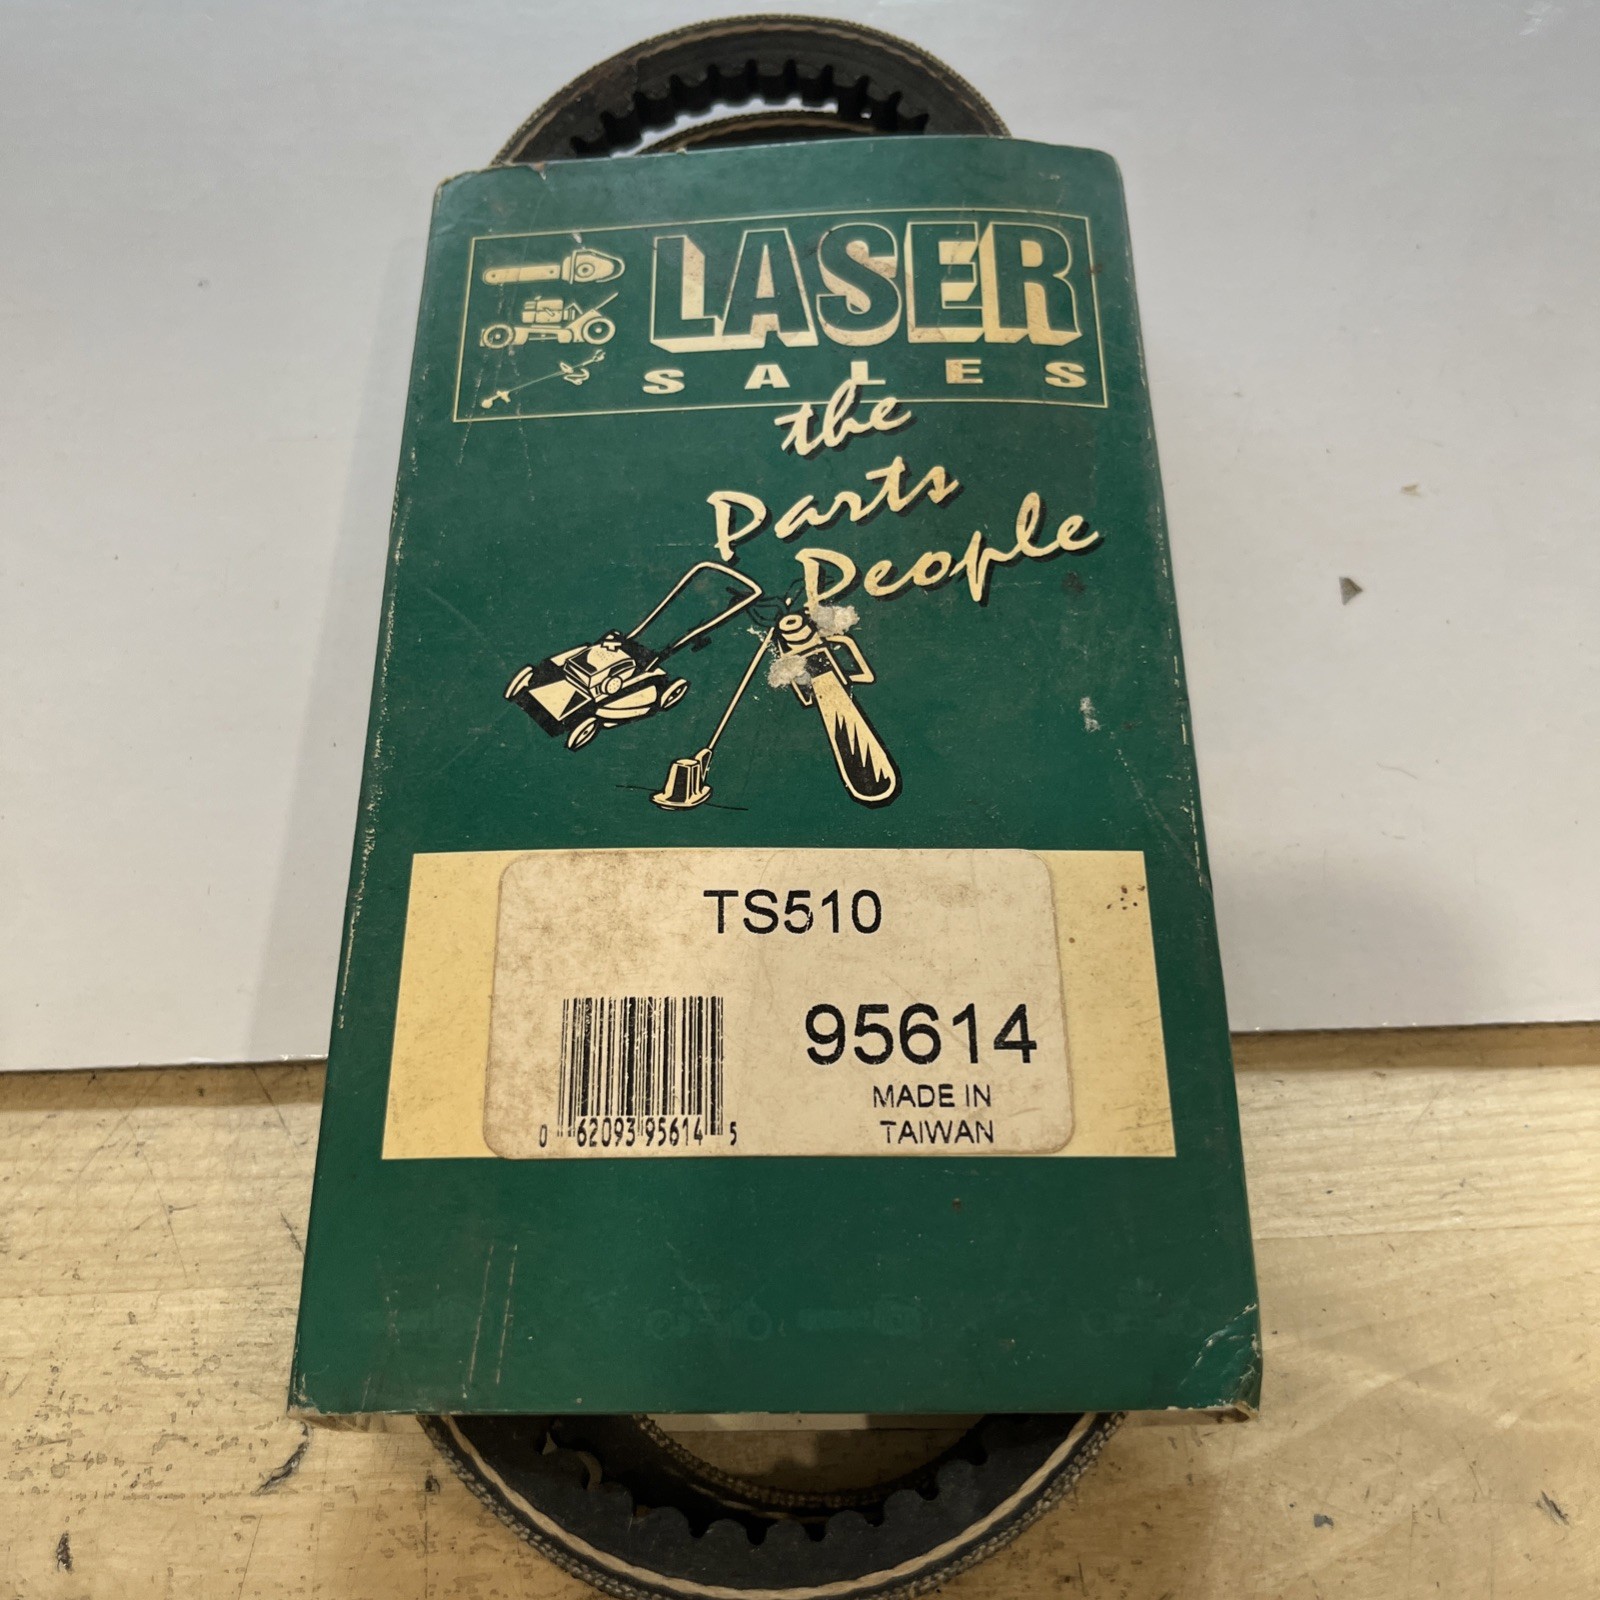 LASER
SALES
the
Parts
People
TS510
95614
MADE IN
TAIWAN
0 62093 95614 5